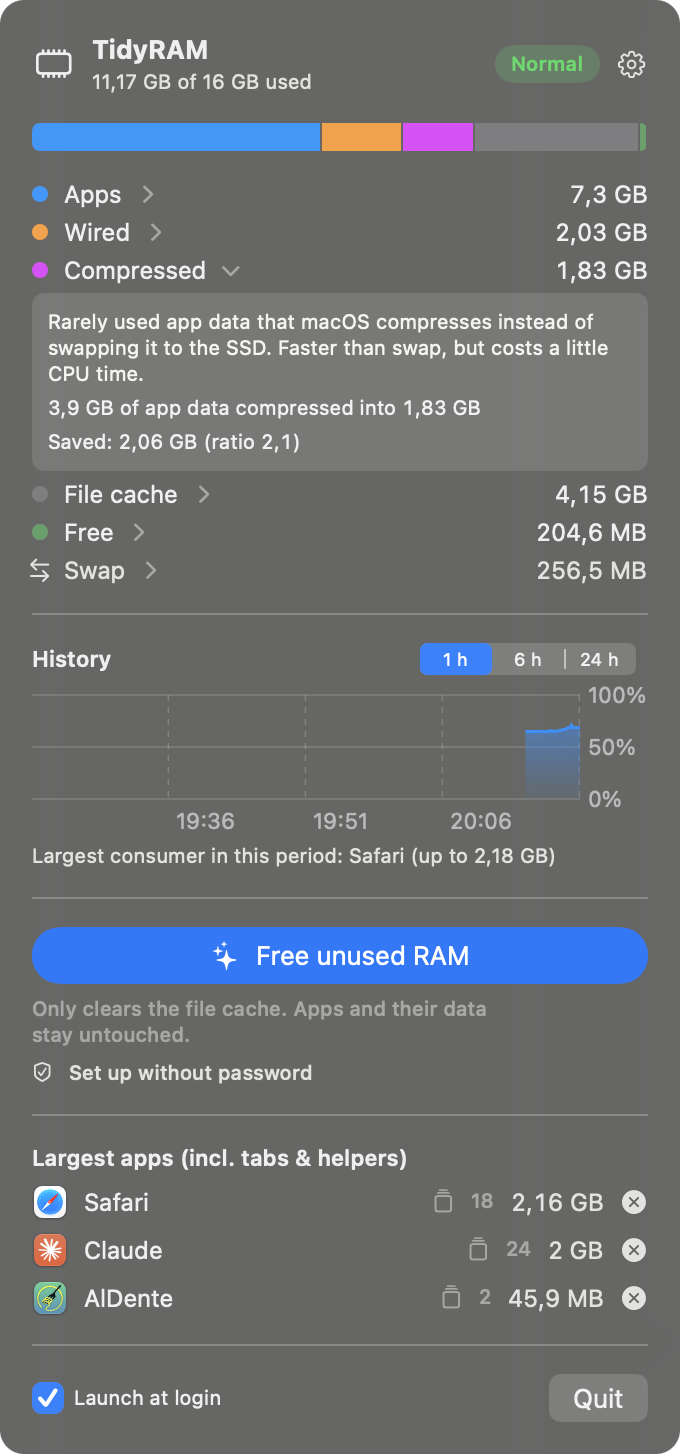 TidyRAM
11,17 GB of 16 GB used
Normal
Apps 7,3 GB
Wired 2,03 GB
Compressed 1,83 GB
Rarely used app data that macOS compresses instead of
swapping it to the SSD. Faster than swap, but costs a little
CPU time.
3,9 GB of app data compressed into 1,83 GB
Saved: 2,06 GB (ratio 2,1)
File cache 4,15 GB
Free 204,6 MB
Swap 256,5 MB
History
1 h 6 h 24 h
100%
50%
0%
19:36 19:51 20:06
Largest consumer in this period: Safari (up to 2,18 GB)
Free unused RAM
Only clears the file cache. Apps and their data
stay untouched.
Set up without password
Largest apps (incl. tabs & helpers)
Safari 18 2,16 GB
Claude 24 2 GB
AlDente 2 45,9 MB
Launch at login
Quit